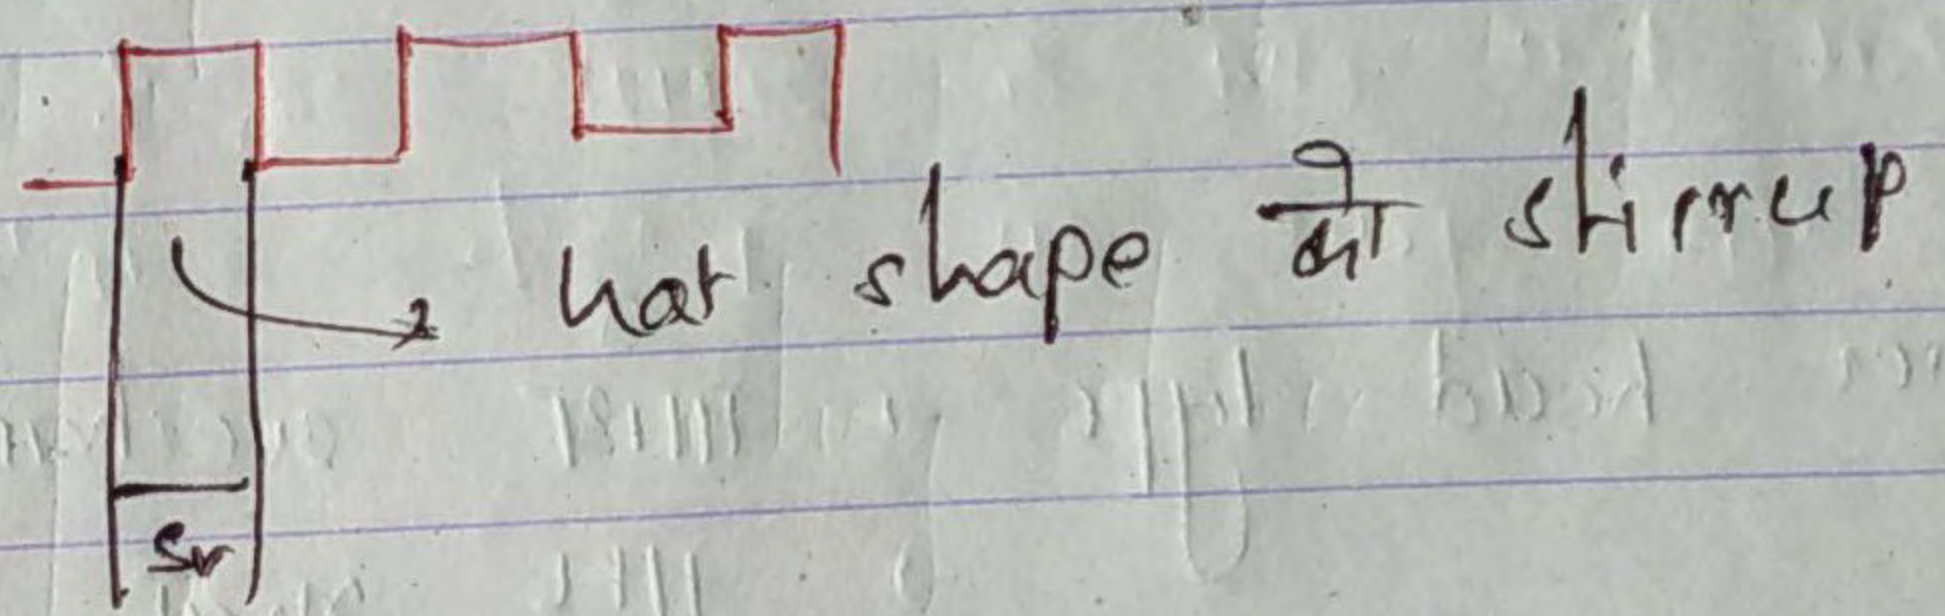 hat shape को stirrup
Sv